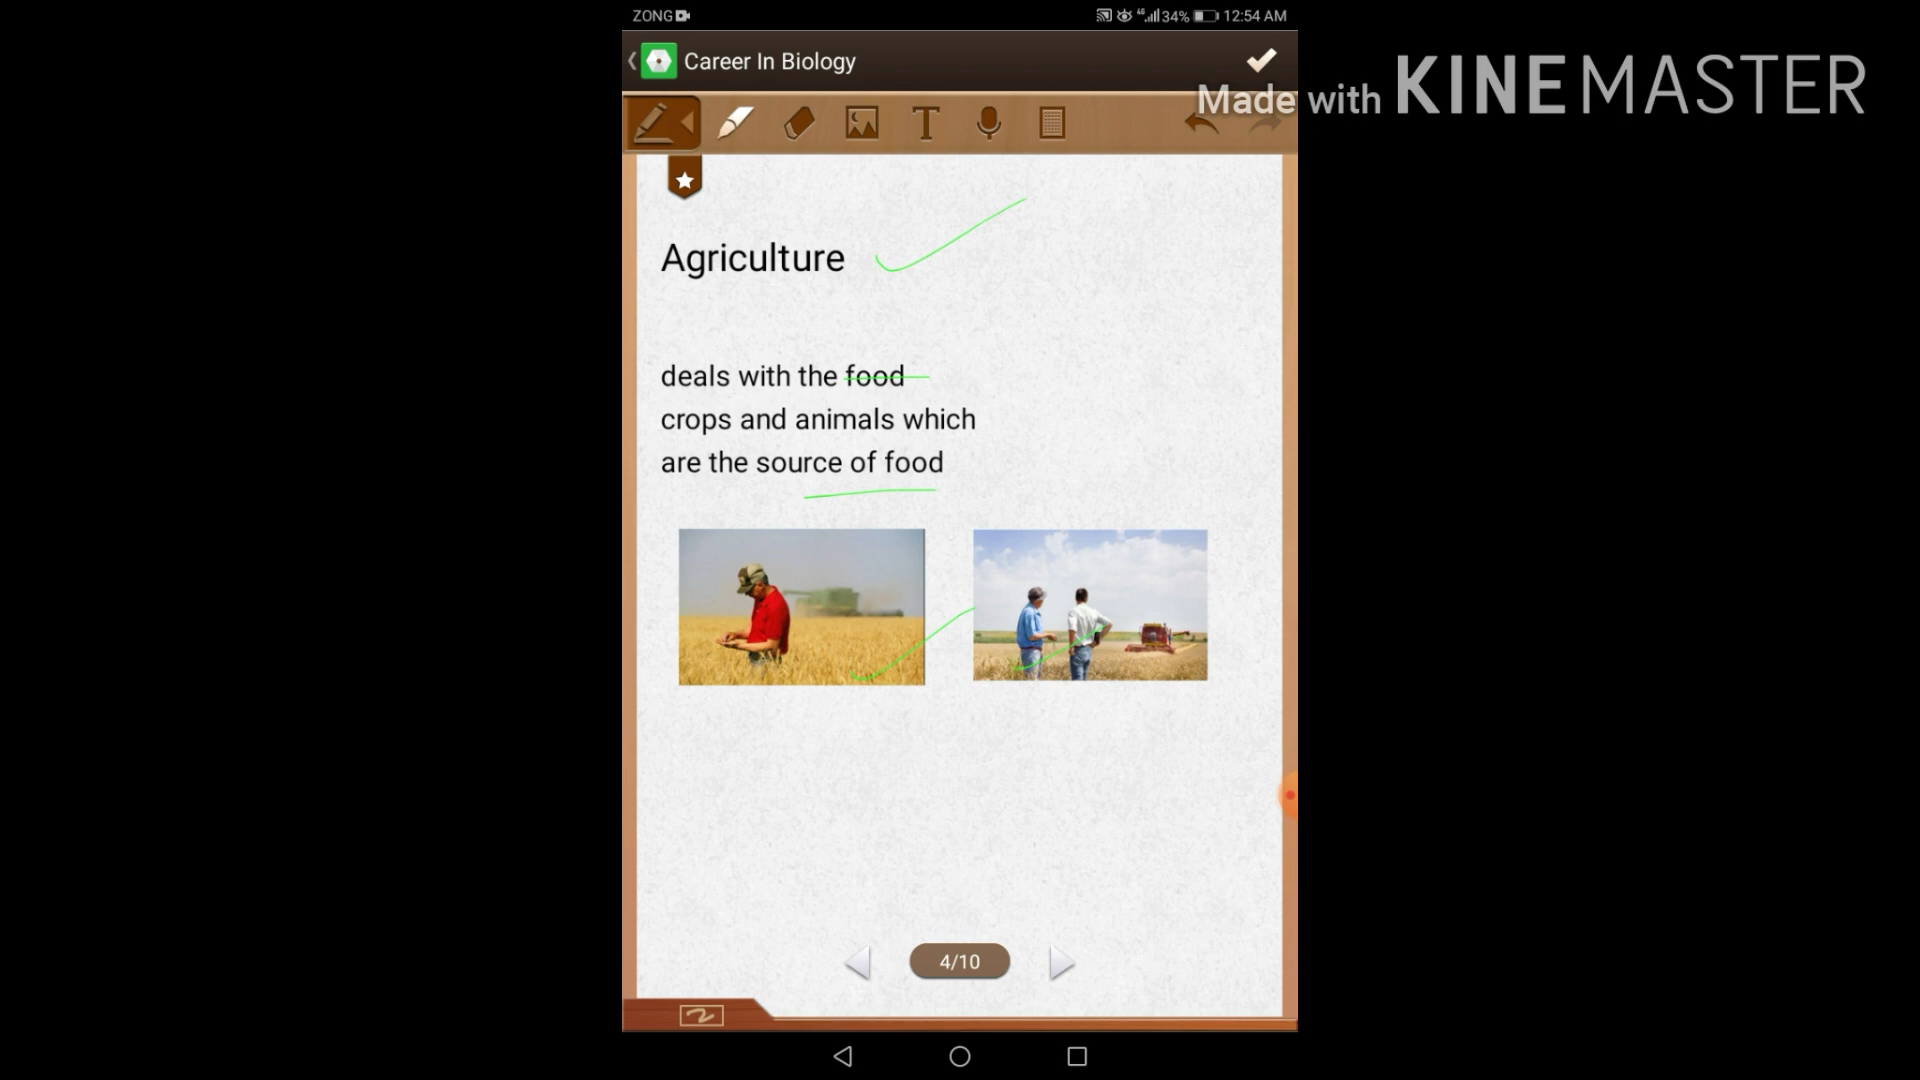 ZONG
34% 12:54 AM
Career In Biology
Made with KINEMASTER
T
Agriculture
deals with the food
crops and animals which
are the source of food
4/10